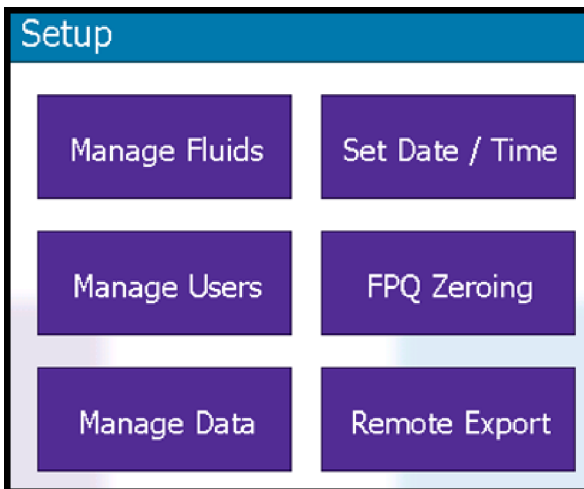 Setup
Manage Fluids
Set Date / Time
Manage Users
FPQ Zeroing
Manage Data
Remote Export